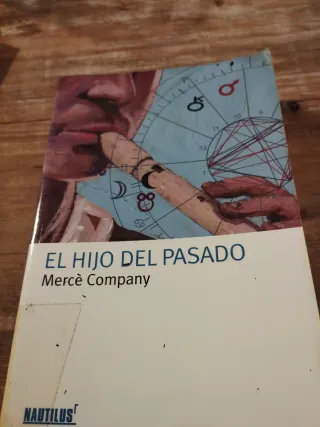 EL HIJO DEL PASADO
Mercè Company
NAUTILUS